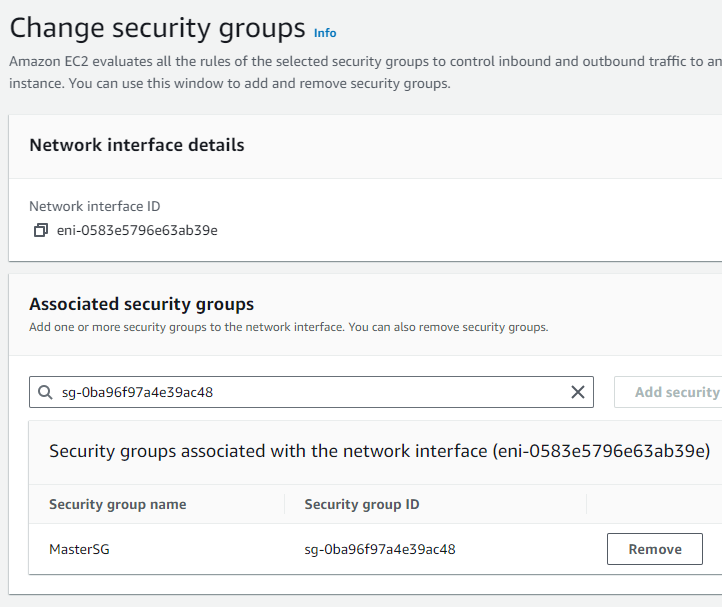 Change security groups Info
Amazon EC2 evaluates all the rules of the selected security groups to control inbound and outbound traffic to an
instance. You can use this window to add and remove security groups.
Network interface details
Network interface ID
eni-0583e5796e63ab39e
Associated security groups
Add one or more security groups to the network interface. You can also remove security groups.
sg-0ba96f97a4e39ac48
Add security
Security groups associated with the network interface (eni-0583e5796e63ab39e)
Security group name Security group ID
MasterSG sg-0ba96f97a4e39ac48 Remove